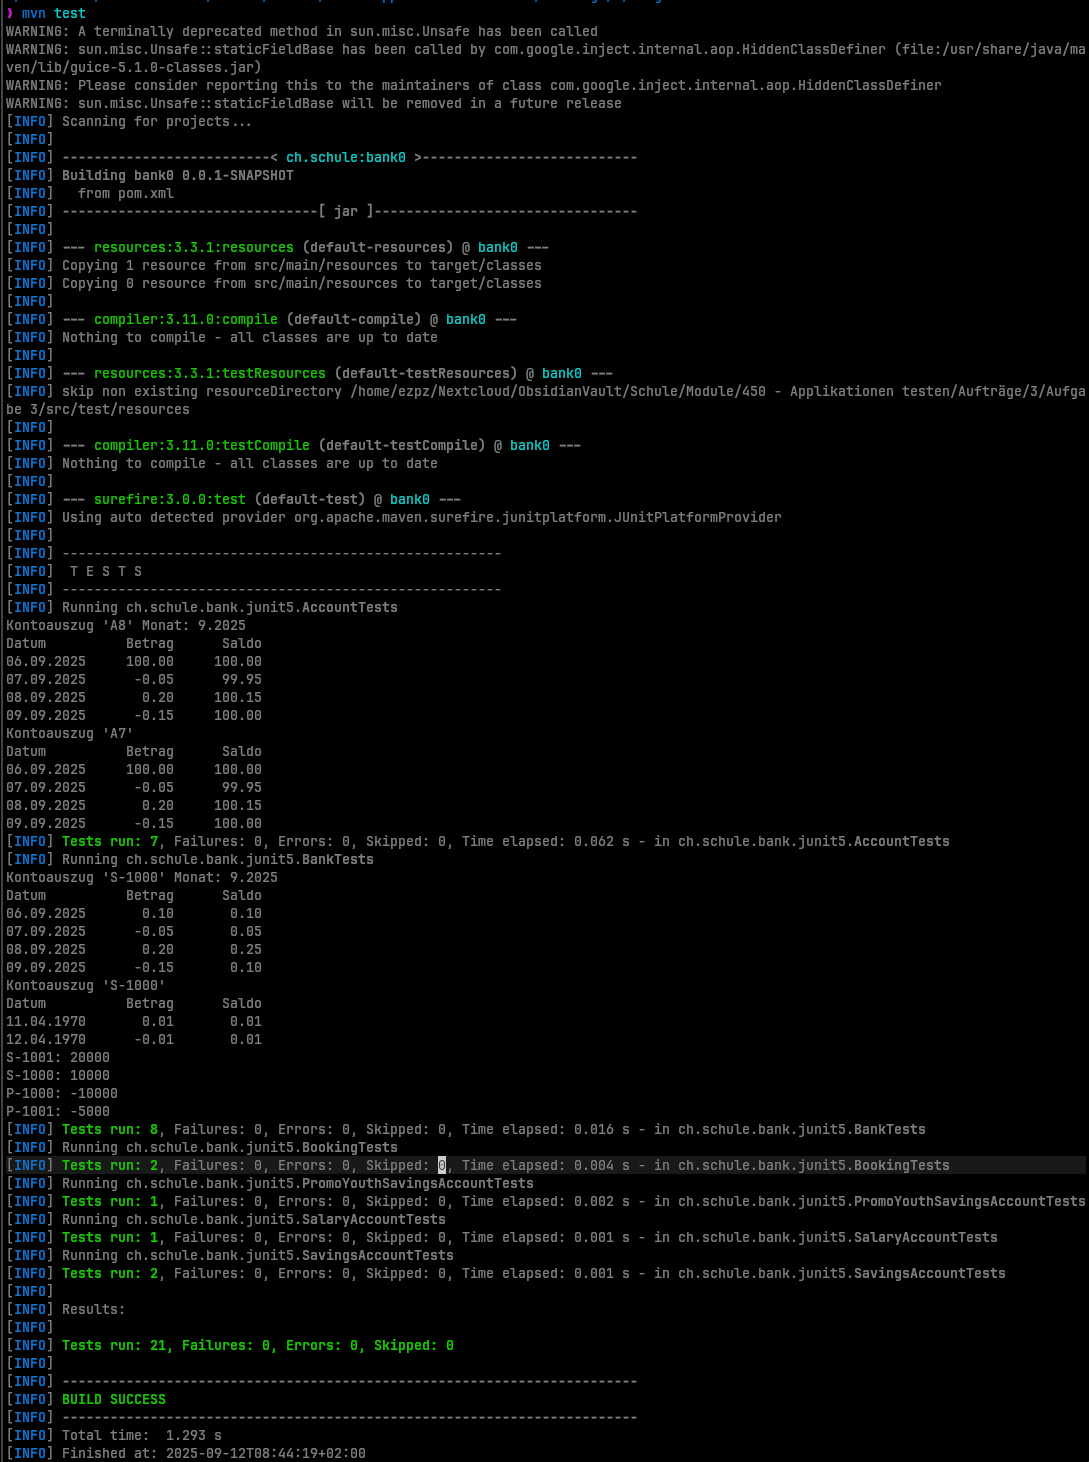 ❯ mvn test
WARNING: A terminally deprecated method in sun.misc.Unsafe has been called
WARNING: sun.misc.Unsafe::staticFieldBase has been called by com.google.inject.internal.aop.HiddenClassDefiner (file:/usr/share/java/ma
ven/lib/guice-5.1.0-classes.jar)
WARNING: Please consider reporting this to the maintainers of class com.google.inject.internal.aop.HiddenClassDefiner
WARNING: sun.misc.Unsafe::staticFieldBase will be removed in a future release
[INFO] Scanning for projects...
[INFO]
[INFO] --------------------------< ch.schule:bank0 >---------------------------
[INFO] Building bank0 0.0.1-SNAPSHOT
[INFO]   from pom.xml
[INFO] --------------------------------[ jar ]---------------------------------
[INFO]
[INFO] --- resources:3.3.1:resources (default-resources) @ bank0 ---
[INFO] Copying 1 resource from src/main/resources to target/classes
[INFO] Copying 0 resource from src/main/resources to target/classes
[INFO]
[INFO] --- compiler:3.11.0:compile (default-compile) @ bank0 ---
[INFO] Nothing to compile - all classes are up to date
[INFO]
[INFO] --- resources:3.3.1:testResources (default-testResources) @ bank0 ---
[INFO] skip non existing resourceDirectory /home/ezpz/Nextcloud/ObsidianVault/Schule/Module/450 - Applikationen testen/Aufträge/3/Aufga
be 3/src/test/resources
[INFO]
[INFO] --- compiler:3.11.0:testCompile (default-testCompile) @ bank0 ---
[INFO] Nothing to compile - all classes are up to date
[INFO]
[INFO] --- surefire:3.0.0:test (default-test) @ bank0 ---
[INFO] Using auto detected provider org.apache.maven.surefire.junitplatform.JUnitPlatformProvider
[INFO]
[INFO] -------------------------------------------------------
[INFO]  T E S T S
[INFO] -------------------------------------------------------
[INFO] Running ch.schule.bank.junit5.AccountTests
Kontoauszug 'A8' Monat: 9.2025
Datum          Betrag      Saldo
06.09.2025     100.00     100.00
07.09.2025      -0.05      99.95
08.09.2025       0.20     100.15
09.09.2025      -0.15     100.00
Kontoauszug 'A7'
Datum          Betrag      Saldo
06.09.2025     100.00     100.00
07.09.2025      -0.05      99.95
08.09.2025       0.20     100.15
09.09.2025      -0.15     100.00
[INFO] Tests run: 7, Failures: 0, Errors: 0, Skipped: 0, Time elapsed: 0.062 s - in ch.schule.bank.junit5.AccountTests
[INFO] Running ch.schule.bank.junit5.BankTests
Kontoauszug 'S-1000' Monat: 9.2025
Datum          Betrag      Saldo
06.09.2025       0.10       0.10
07.09.2025      -0.05       0.05
08.09.2025       0.20       0.25
09.09.2025      -0.15       0.10
Kontoauszug 'S-1000'
Datum          Betrag      Saldo
11.04.1970       0.01       0.01
12.04.1970      -0.01       0.01
S-1001: 20000
S-1000: 10000
P-1000: -10000
P-1001: -5000
[INFO] Tests run: 8, Failures: 0, Errors: 0, Skipped: 0, Time elapsed: 0.016 s - in ch.schule.bank.junit5.BankTests
[INFO] Running ch.schule.bank.junit5.BookingTests
[INFO] Tests run: 2, Failures: 0, Errors: 0, Skipped: 0, Time elapsed: 0.004 s - in ch.schule.bank.junit5.BookingTests
[INFO] Running ch.schule.bank.junit5.PromoYouthSavingsAccountTests
[INFO] Tests run: 1, Failures: 0, Errors: 0, Skipped: 0, Time elapsed: 0.002 s - in ch.schule.bank.junit5.PromoYouthSavingsAccountTests
[INFO] Running ch.schule.bank.junit5.SalaryAccountTests
[INFO] Tests run: 1, Failures: 0, Errors: 0, Skipped: 0, Time elapsed: 0.001 s - in ch.schule.bank.junit5.SalaryAccountTests
[INFO] Running ch.schule.bank.junit5.SavingsAccountTests
[INFO] Tests run: 2, Failures: 0, Errors: 0, Skipped: 0, Time elapsed: 0.001 s - in ch.schule.bank.junit5.SavingsAccountTests
[INFO]
[INFO] Results:
[INFO]
[INFO] Tests run: 21, Failures: 0, Errors: 0, Skipped: 0
[INFO]
[INFO] ------------------------------------------------------------------------
[INFO] BUILD SUCCESS
[INFO] ------------------------------------------------------------------------
[INFO] Total time:  1.293 s
[INFO] Finished at: 2025-09-12T08:44:19+02:00